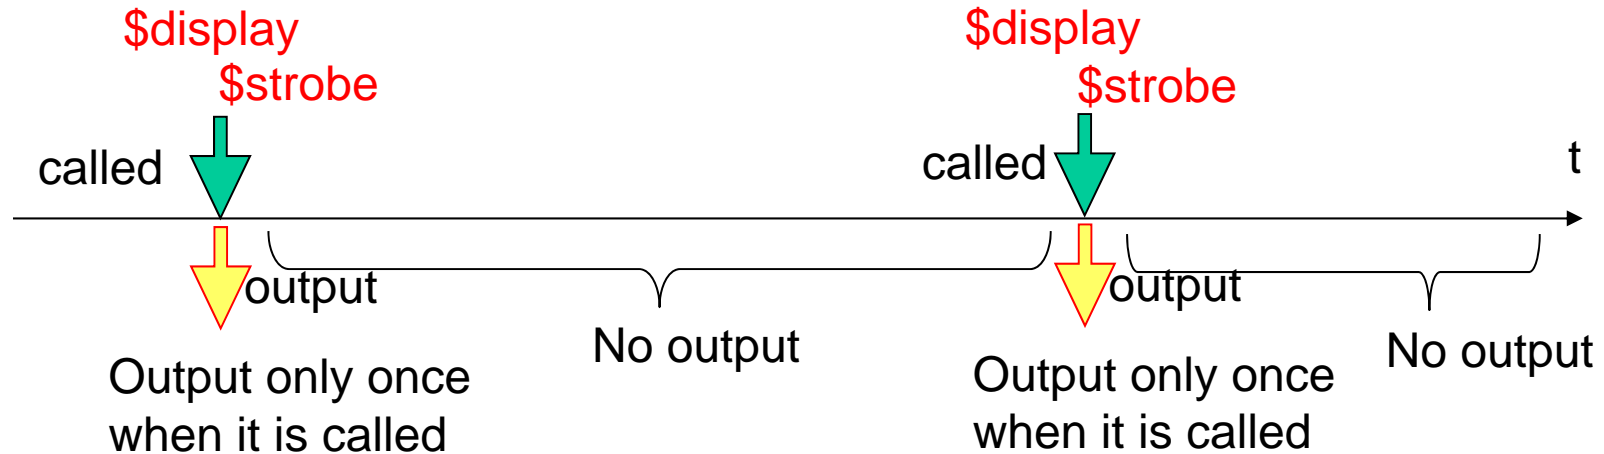 $display
$strobe
called
output
No output
Output only once
when it is called
$display
$strobe
called
t
output
No output
Output only once
when it is called